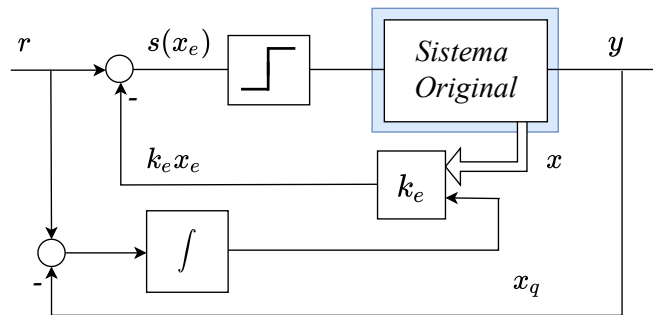 r
s(x_e)
Sistema
Original
y
-
k_e x_e
k_e
x
∫
-
x_q